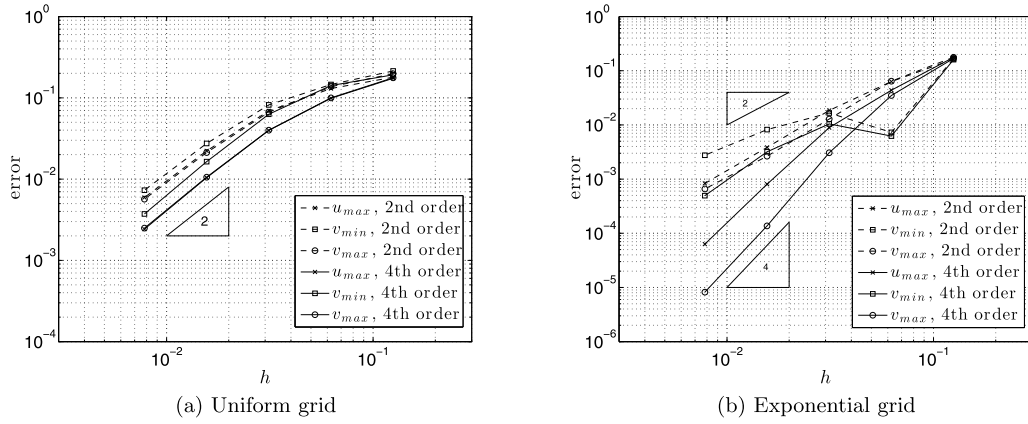 10^0
10^-1
10^-2
10^-3
10^-4
error
10^-2
10^-1
h
2
u_max, 2nd order
v_min, 2nd order
v_max, 2nd order
u_max, 4th order
v_min, 4th order
v_max, 4th order
(a) Uniform grid
10^0
10^-1
10^-2
10^-3
10^-4
10^-5
10^-6
error
10^-2
10^-1
h
2
4
u_max, 2nd order
v_min, 2nd order
v_max, 2nd order
u_max, 4th order
v_min, 4th order
v_max, 4th order
(b) Exponential grid